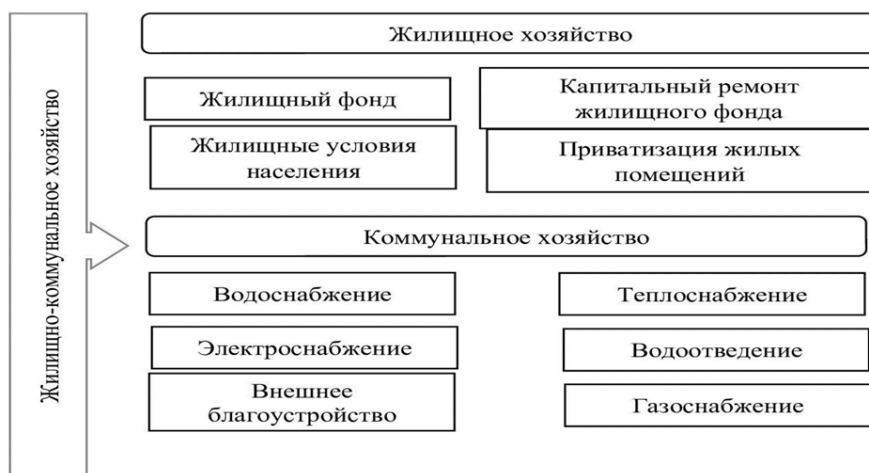 Жилищно-коммунальное хозяйство
Жилищное хозяйство
Жилищный фонд
Капитальный ремонт
жилищного фонда
Жилищные условия
населения
Приватизация жилых
помещений
Коммунальное хозяйство
Водоснабжение
Теплоснабжение
Электроснабжение
Водоотведение
Внешнее
благоустройство
Газоснабжение